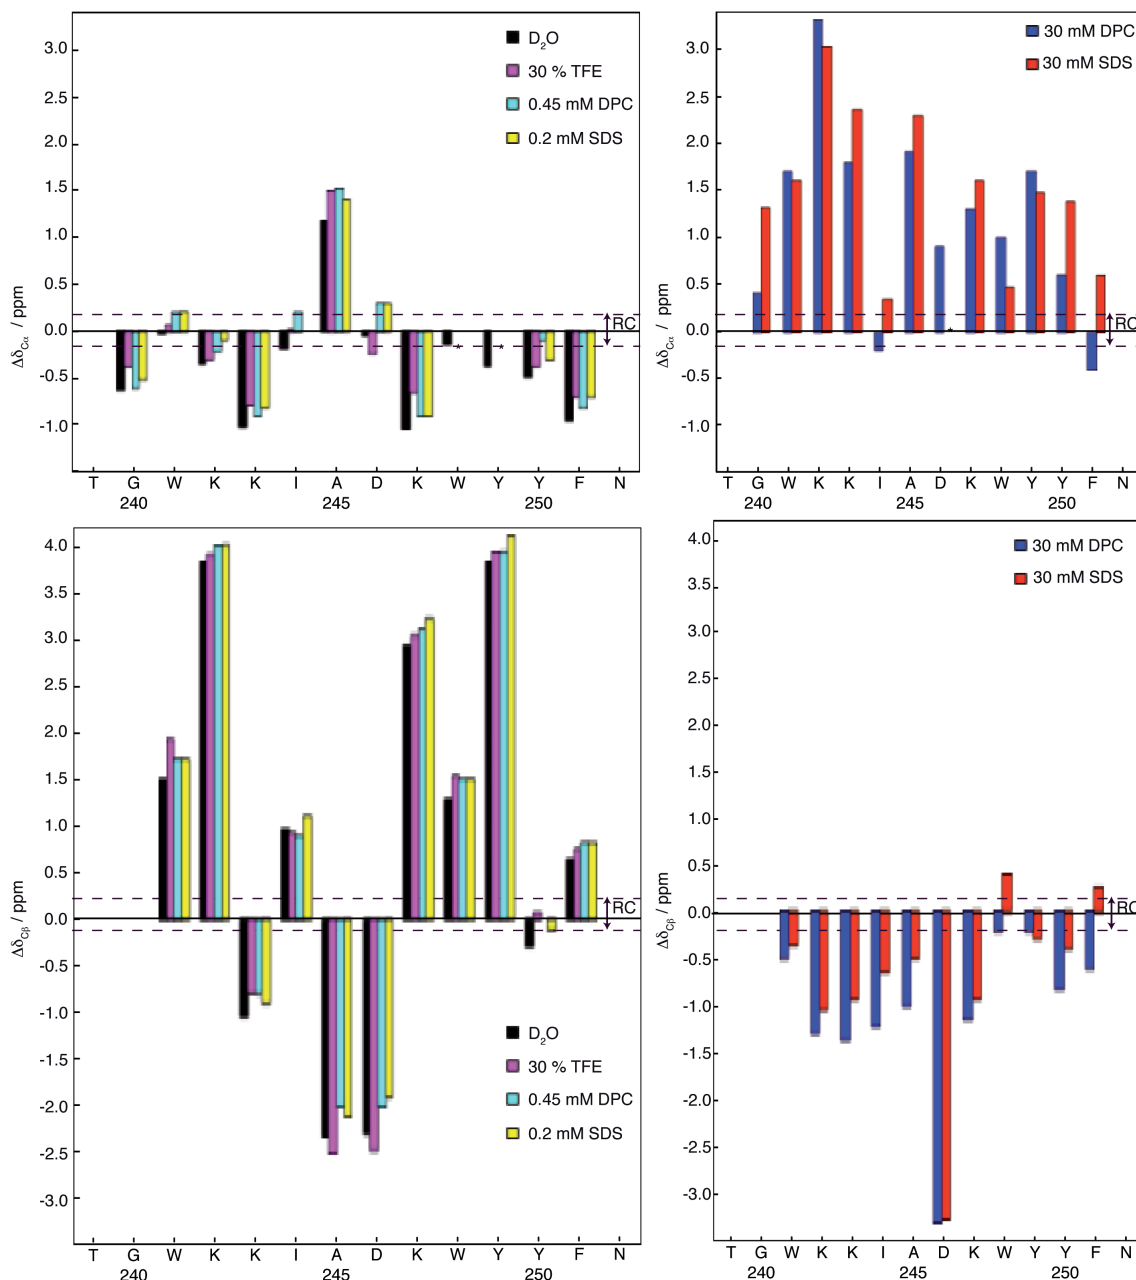 3.0
2.5
2.0
1.5
1.0
0.5
0.0
-0.5
-1.0
Δδ_Cα / ppm
D₂O
30 % TFE
0.45 mM DPC
0.2 mM SDS
RC
* *
T G W K K I A D K W Y Y F N
240 245 250
3.0
2.5
2.0
1.5
1.0
0.5
0.0
-0.5
-1.0
Δδ_Cα / ppm
30 mM DPC
30 mM SDS
RC
*
T G W K K I A D K W Y Y F N
240 245 250
4.0
3.5
3.0
2.5
2.0
1.5
1.0
0.5
0.0
-0.5
-1.0
-1.5
-2.0
-2.5
-3.0
Δδ_Cβ / ppm
RC
D₂O
30 % TFE
0.45 mM DPC
0.2 mM SDS
T G W K K I A D K W Y Y F N
240 245 250
4.0
3.5
3.0
2.5
2.0
1.5
1.0
0.5
0.0
-0.5
-1.0
-1.5
-2.0
-2.5
-3.0
Δδ_Cβ / ppm
30 mM DPC
30 mM SDS
RC
T G W K K I A D K W Y Y F N
240 245 250